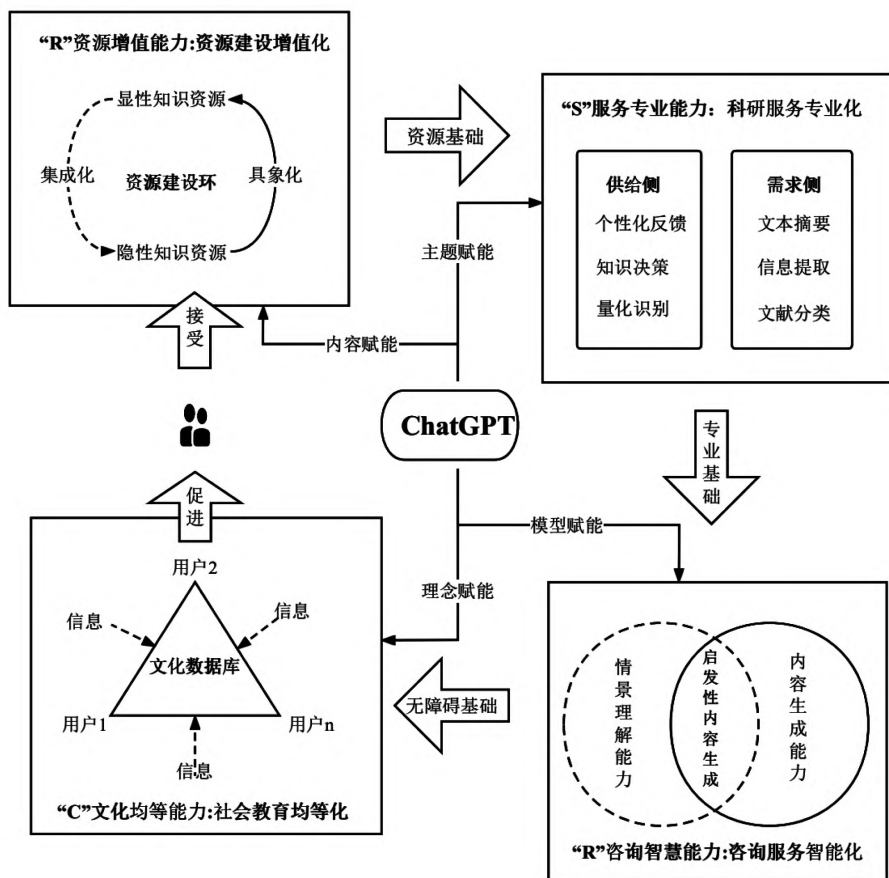 “R”资源增值能力:资源建设增值化
显性知识资源
集成化
资源建设环
具象化
隐性知识资源
资源基础
“S”服务专业能力：科研服务专业化
供给侧
个性化反馈
知识决策
量化识别
需求侧
文本摘要
信息提取
文献分类
主题赋能
内容赋能
接受
ChatGPT
专业基础
促进
模型赋能
理念赋能
用户2
信息
信息
文化数据库
用户1
用户n
信息
“C”文化均等能力:社会教育均等化
无障碍基础
情景理解能力
启发性内容生成
内容生成能力
“R”咨询智慧能力:咨询服务智能化